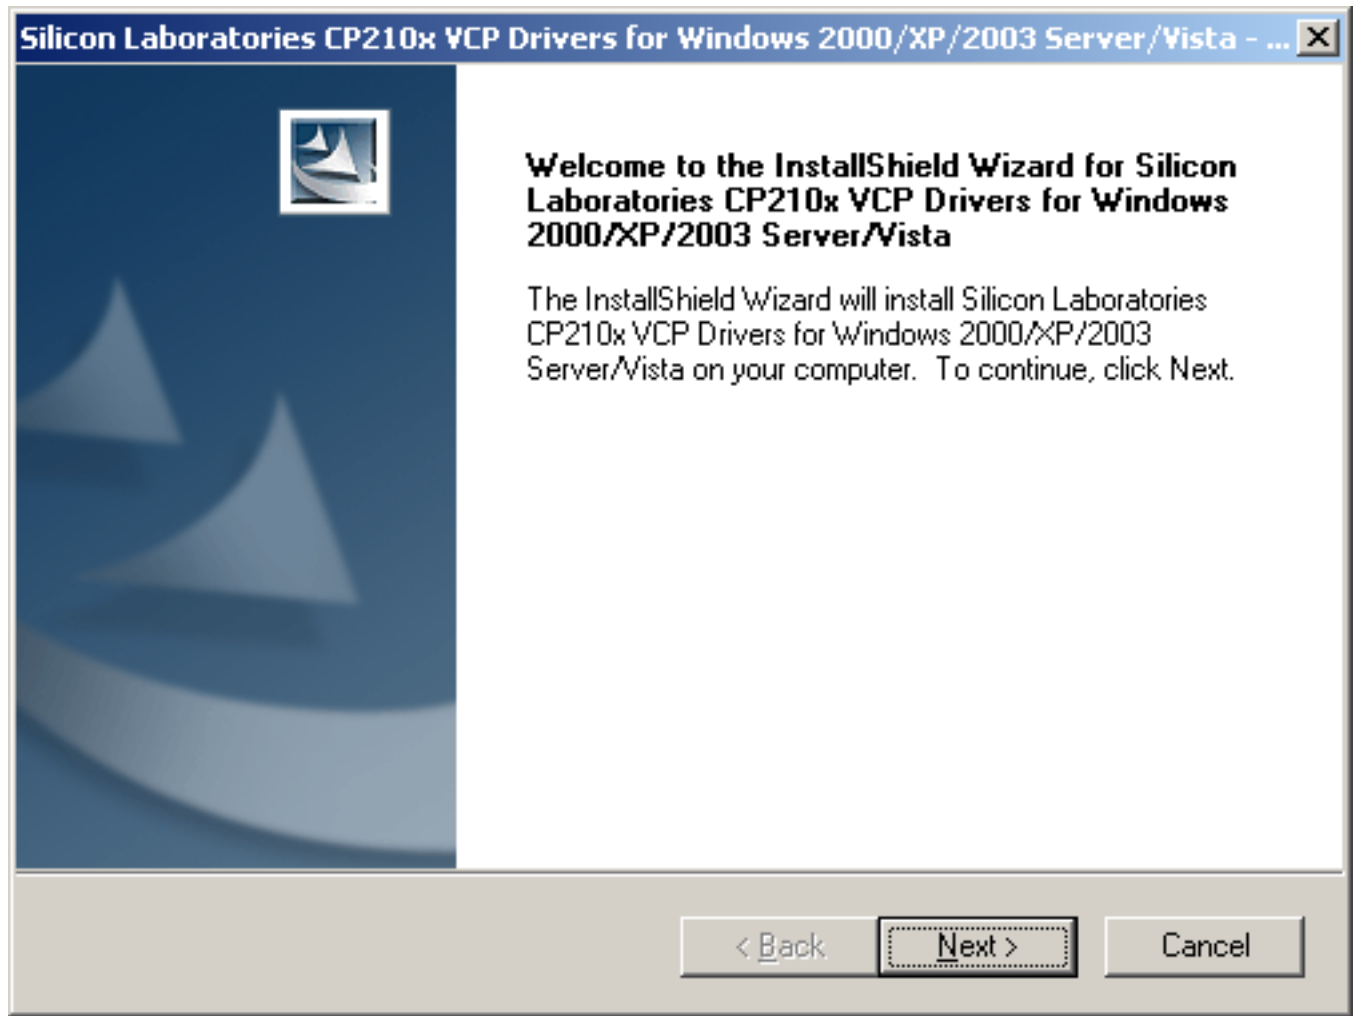 Silicon Laboratories CP210x VCP Drivers for Windows 2000/XP/2003 Server/Vista - ...
Welcome to the InstallShield Wizard for Silicon
Laboratories CP210x VCP Drivers for Windows
2000/XP/2003 Server/Vista
The InstallShield Wizard will install Silicon Laboratories
CP210x VCP Drivers for Windows 2000/XP/2003
Server/Vista on your computer.  To continue, click Next.
< Back Next > Cancel